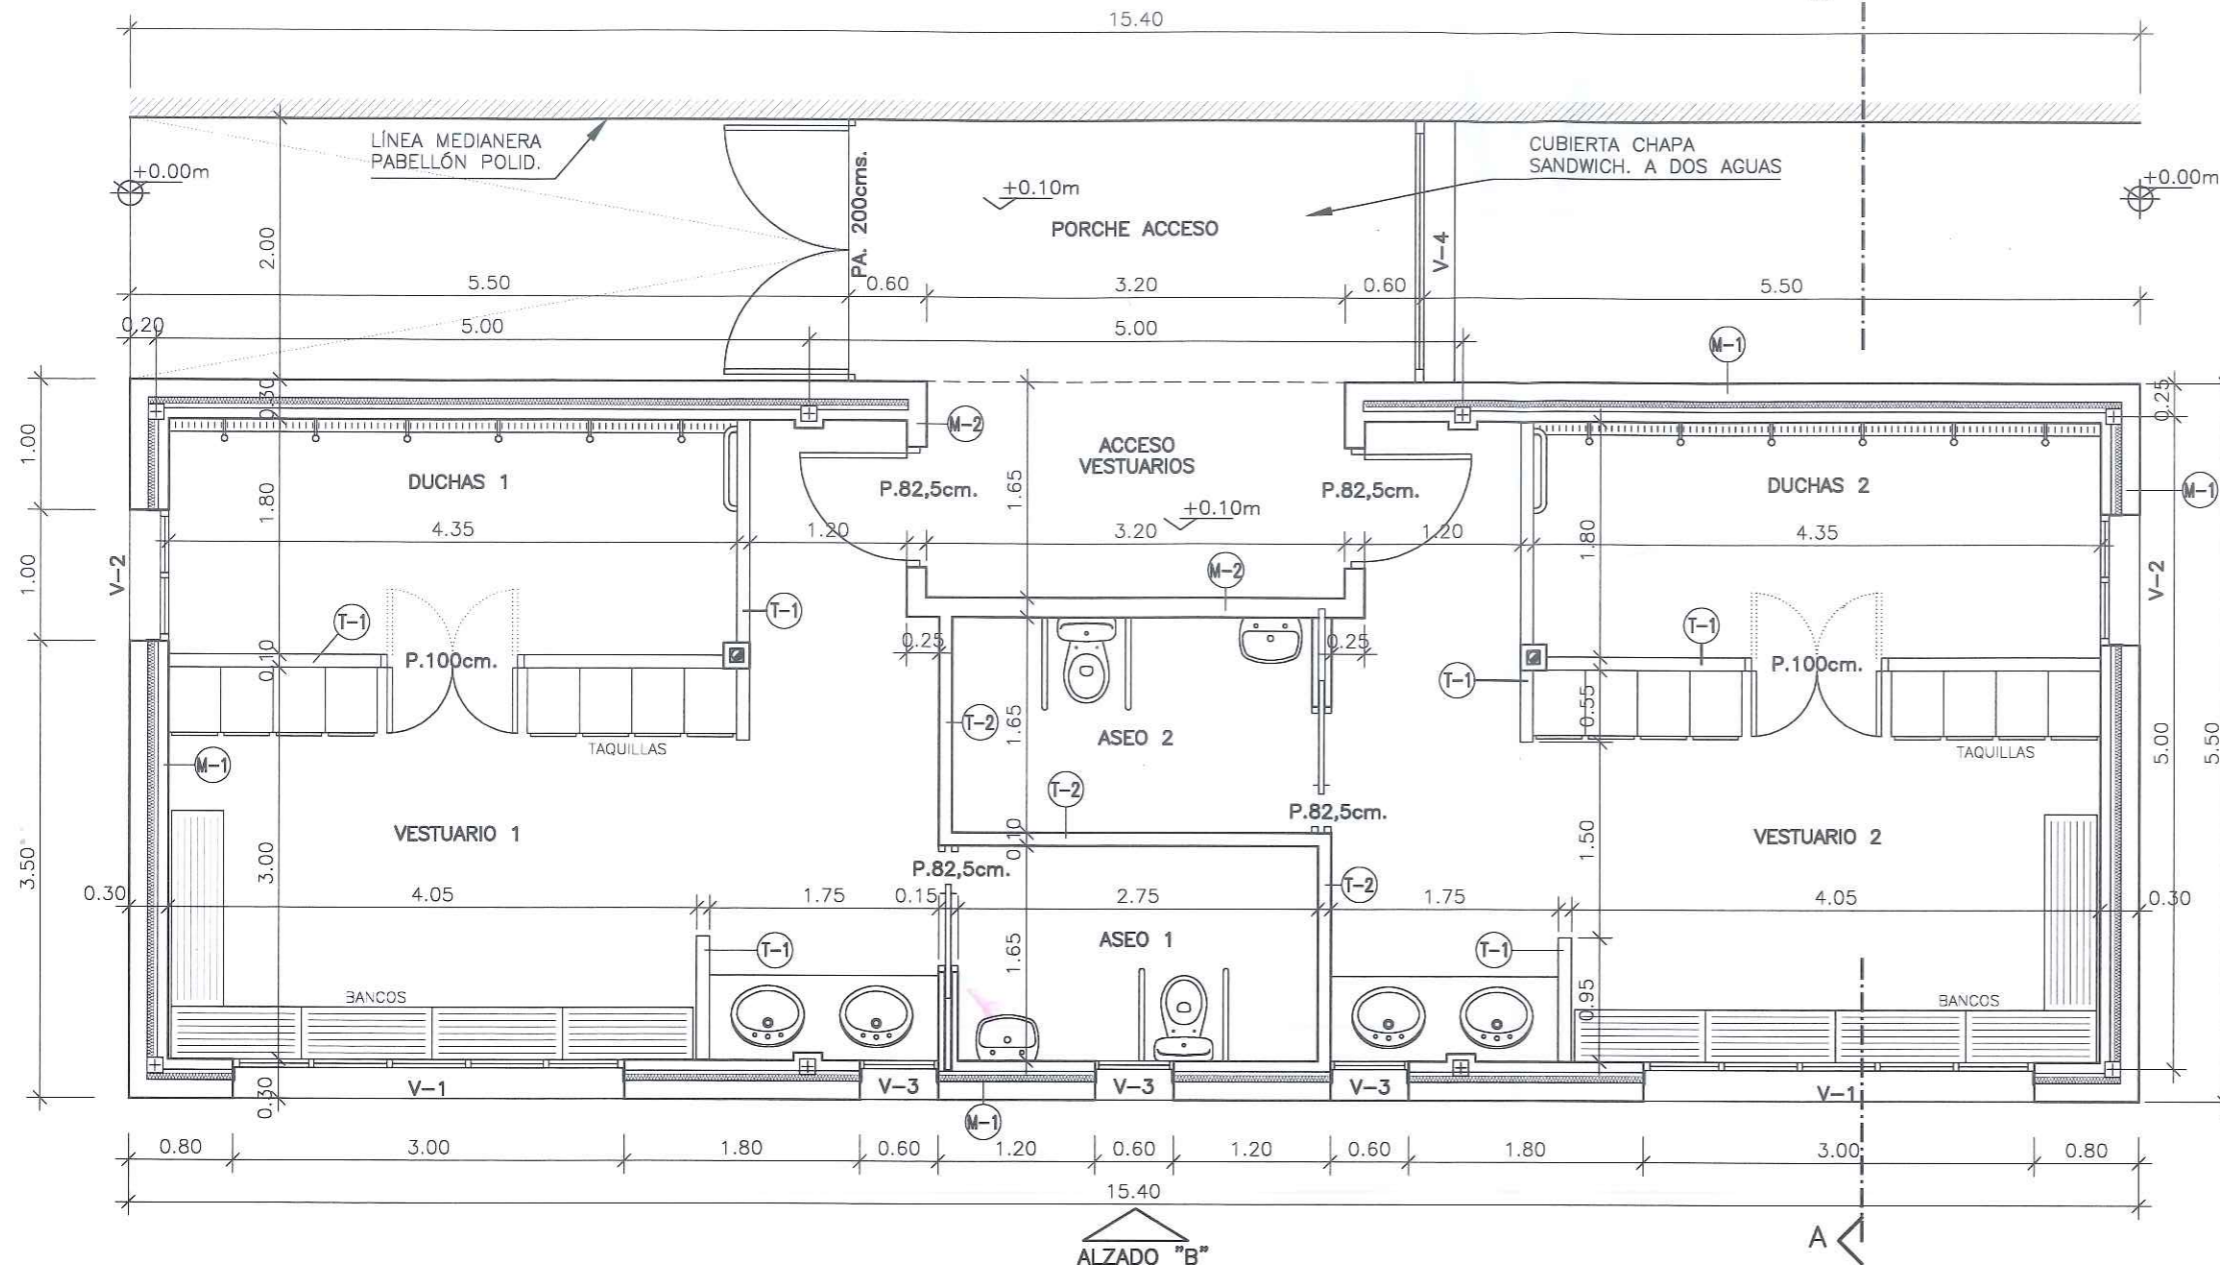 15.40
LÍNEA MEDIANERA
PABELLÓN POLID.
CUBIERTA CHAPA
SANDWICH. A DOS AGUAS
+0.00m
+0.10m
+0.00m
PORCHE ACCESO
PA. 200cms.
V-4
2.00
5.50
0.60
3.20
0.60
5.50
0.20
5.00
5.00
M-1
0.30
0.25
1.00
M-2
ACCESO
VESTUARIOS
DUCHAS 1
DUCHAS 2
P.82,5cm.
P.82,5cm.
M-1
1.80
1.65
+0.10m
4.35
1.20
3.20
1.20
1.80
4.35
V-2
1.00
M-2
V-2
T-1
T-1
T-1
0.10
0.25
0.25
P.100cm.
P.100cm.
T-1
0.55
T-2
1.65
ASEO 2
TAQUILLAS
TAQUILLAS
5.00
5.50
M-1
T-2
P.82,5cm.
VESTUARIO 1
VESTUARIO 2
0.10
1.50
3.50
3.00
P.82,5cm.
T-2
0.30
4.05
1.75
0.15
2.75
1.75
4.05
0.30
T-1
ASEO 1
T-1
1.65
0.95
BANCOS
BANCOS
0.30
V-1
V-3
V-3
V-3
V-1
M-1
0.80
3.00
1.80
0.60
1.20
0.60
1.20
0.60
1.80
3.00
0.80
15.40
ALZADO "B"
A